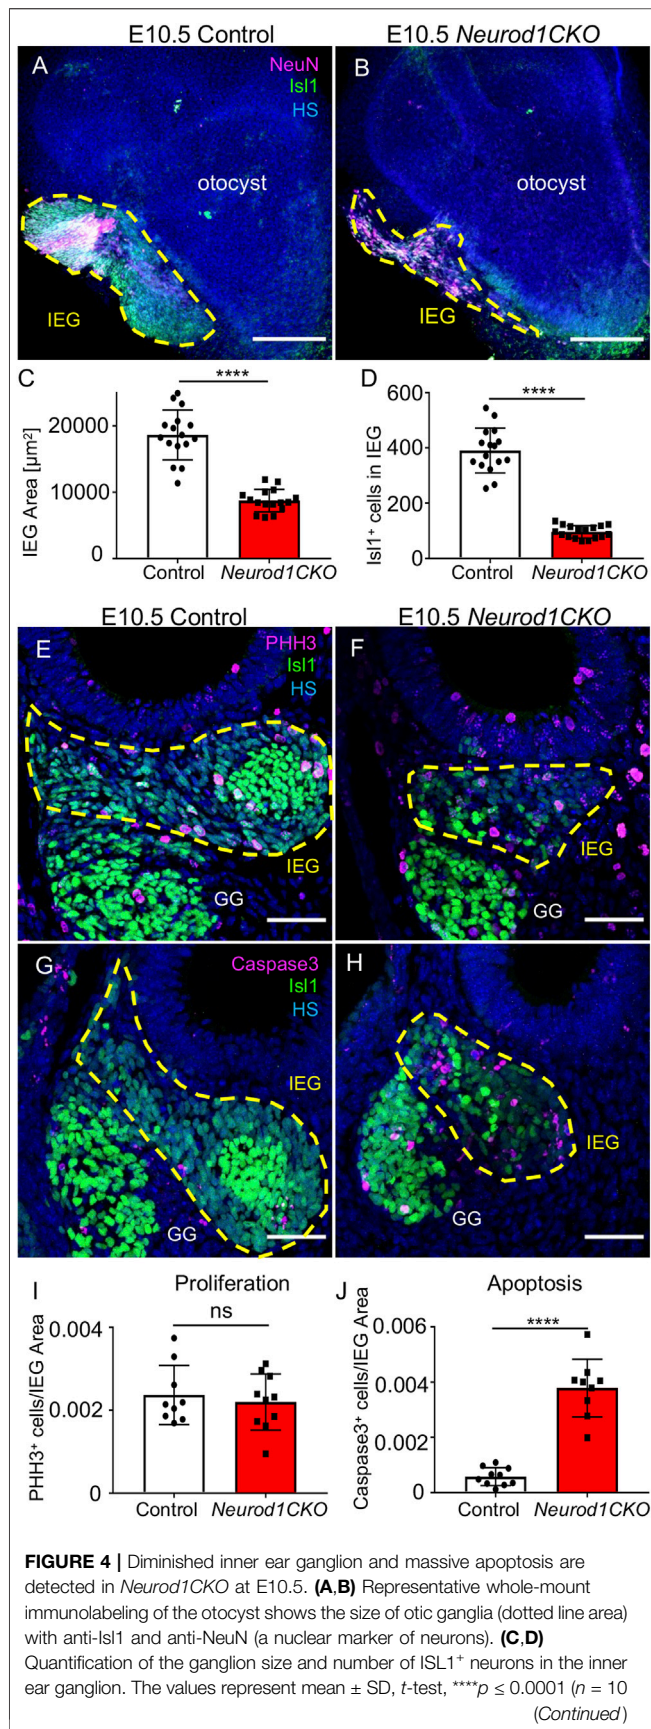 E10.5 Control E10.5 Neurod1CKO
A NeuN Isl1 HS otocyst IEG
B otocyst IEG
C
****
IEG Area [µm²]
20000
10000
0
Control Neurod1CKO
D
****
Isl1⁺ cells in IEG
600
400
200
0
Control Neurod1CKO
E10.5 Control E10.5 Neurod1CKO
E PHH3 Isl1 HS IEG GG
F IEG GG
G Caspase3 Isl1 HS IEG GG
H IEG GG
I Proliferation
ns
PHH3⁺ cells/IEG Area
0.004
0.002
0
Control Neurod1CKO
J Apoptosis
****
Caspase3⁺ cells/IEG Area
0.006
0.004
0.002
0
Control Neurod1CKO
FIGURE 4 | Diminished inner ear ganglion and massive apoptosis are
detected in Neurod1CKO at E10.5. (A,B) Representative whole-mount
immunolabeling of the otocyst shows the size of otic ganglia (dotted line area)
with anti-Isl1 and anti-NeuN (a nuclear marker of neurons). (C,D)
Quantification of the ganglion size and number of ISL1⁺ neurons in the inner
ear ganglion. The values represent mean ± SD, t-test, ****p ≤ 0.0001 (n = 10
(Continued)